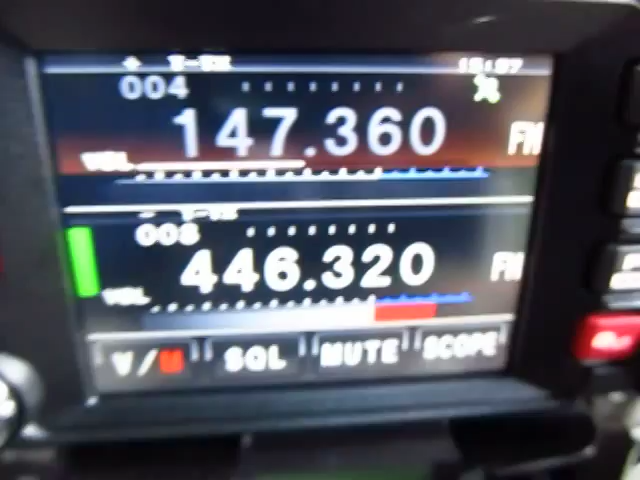 004
147.360 FM
VOL
008
446.320 FM
VOL
V/M SQL MUTE SCOPE